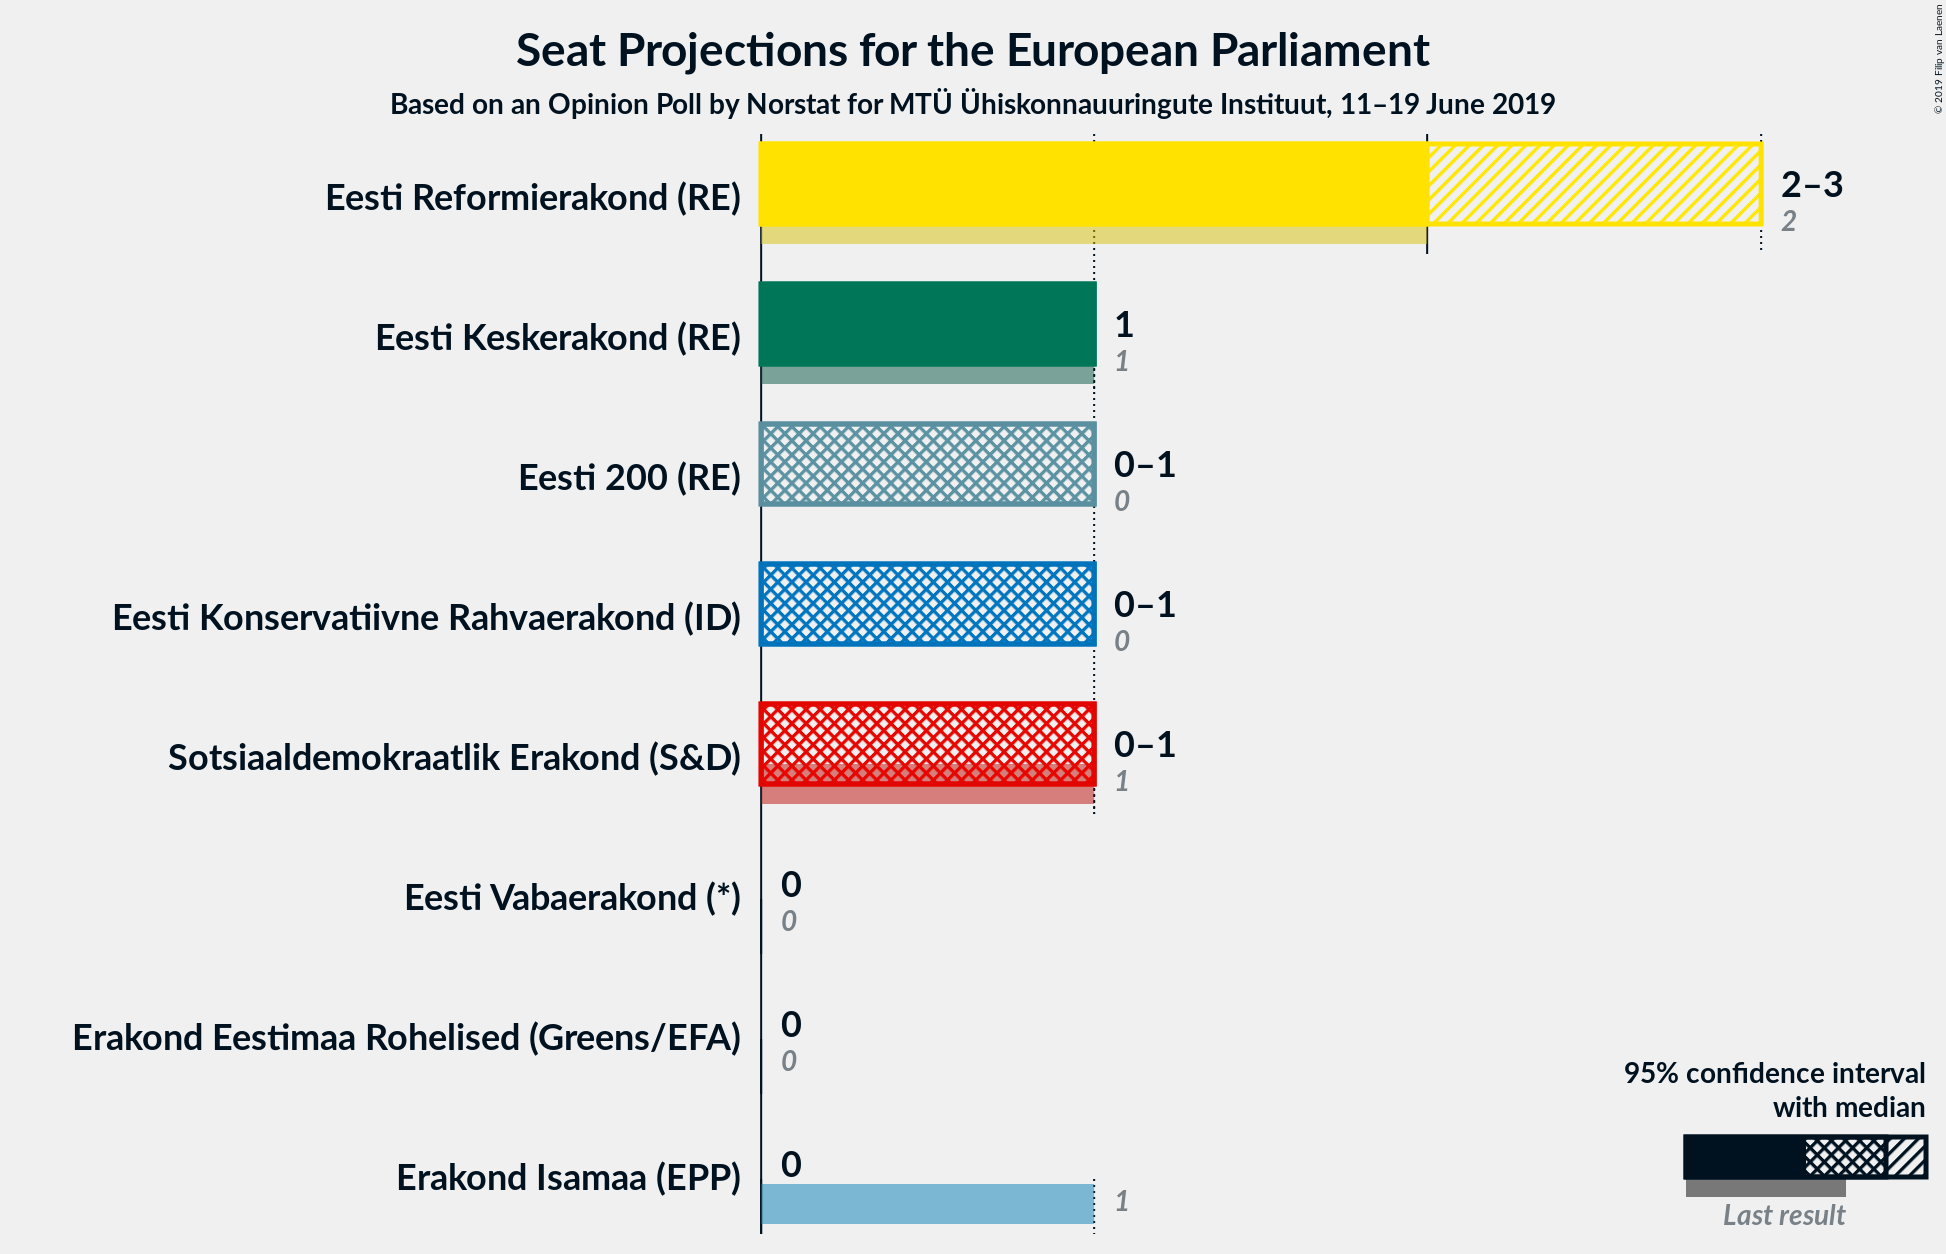 Seat Projections for the European Parliament
Based on an Opinion Poll by Norstat for MTÜ Ühiskonnauuringute Instituut, 11–19 June 2019
© 2019 Filip van Laenen
Eesti Reformierakond (RE)
2–3
2
Eesti Keskerakond (RE)
1
1
Eesti 200 (RE)
0–1
0
Eesti Konservatiivne Rahvaerakond (ID)
0–1
0
Sotsiaaldemokraatlik Erakond (S&D)
0–1
1
Eesti Vabaerakond (*)
0
0
Erakond Eestimaa Rohelised (Greens/EFA)
0
0
Erakond Isamaa (EPP)
0
1
95% confidence interval
with median
Last result